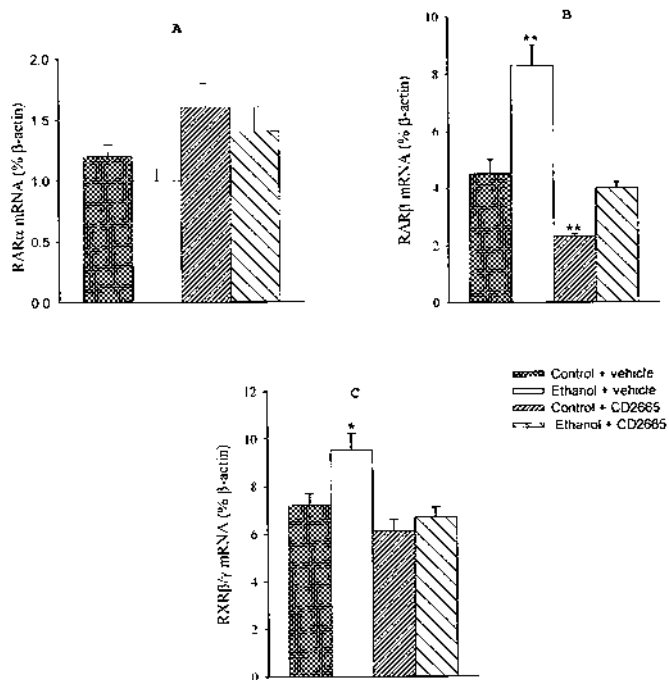 A
2.0
1.5
1.0
0.5
0.0
RARα mRNA (% β-actin)
B
10
8
6
4
2
0
RARβ mRNA (% β-actin)
**
**
C
12
10
8
6
4
2
0
RXRβ/γ mRNA (% β-actin)
*
Control + vehicle
Ethanol + vehicle
Control + CD2665
Ethanol + CD2665